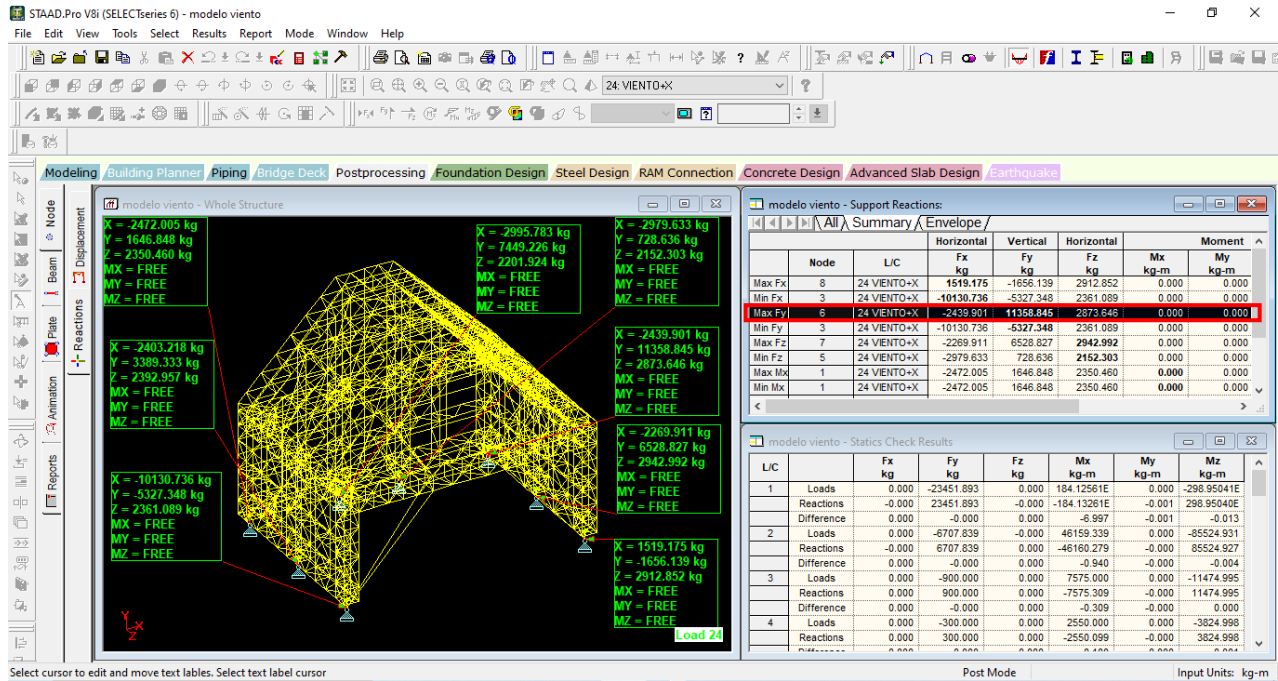 STAAD.Pro V8i (SELECTseries 6) - modelo viento
File Edit View Tools Select Results Report Mode Window Help
24: VIENTO+X
Modeling Building Planner Piping Bridge Deck Postprocessing Foundation Design Steel Design RAM Connection Concrete Design Advanced Slab Design Earthquake
Node
Beam
Plate
Animation
Reports
Displacement
Reactions
modelo viento - Whole Structure
X = -2472.005 kg
Y = 1646.848 kg
Z = 2350.460 kg
MX = FREE
MY = FREE
MZ = FREE
X = -2995.783 kg
Y = 7449.226 kg
Z = 2201.924 kg
MX = FREE
MY = FREE
MZ = FREE
X = -2979.633 kg
Y = 728.636 kg
Z = 2152.303 kg
MX = FREE
MY = FREE
MZ = FREE
X = -2403.218 kg
Y = 3389.333 kg
Z = 2392.957 kg
MX = FREE
MY = FREE
MZ = FREE
X = -2439.901 kg
Y = 11358.845 kg
Z = 2873.646 kg
MX = FREE
MY = FREE
MZ = FREE
X = -2269.911 kg
Y = 6528.827 kg
Z = 2942.992 kg
MX = FREE
MY = FREE
MZ = FREE
X = -10130.736 kg
Y = -5327.348 kg
Z = 2361.089 kg
MX = FREE
MY = FREE
MZ = FREE
X = 1519.175 kg
Y = -1656.139 kg
Z = 2912.852 kg
MX = FREE
MY = FREE
MZ = FREE
Y X
Z
Load 24
modelo viento - Support Reactions:
All Summary Envelope
Horizontal Vertical Horizontal Moment
Node L/C Fx kg Fy kg Fz kg Mx kg-m My kg-m
Max Fx 8 24 VIENTO+X 1519.175 -1656.139 2912.852 0.000 0.000
Min Fx 3 24 VIENTO+X -10130.736 -5327.348 2361.089 0.000 0.000
Max Fy 6 24 VIENTO+X -2439.901 11358.845 2873.646 0.000 0.000
Min Fy 3 24 VIENTO+X -10130.736 -5327.348 2361.089 0.000 0.000
Max Fz 7 24 VIENTO+X -2269.911 6528.827 2942.992 0.000 0.000
Min Fz 5 24 VIENTO+X -2979.633 728.636 2152.303 0.000 0.000
Max Mx 1 24 VIENTO+X -2472.005 1646.848 2350.460 0.000 0.000
Min Mx 1 24 VIENTO+X -2472.005 1646.848 2350.460 0.000 0.000
modelo viento - Statics Check Results
L/C Fx kg Fy kg Fz kg Mx kg-m My kg-m Mz kg-m
1 Loads 0.000 -23451.893 0.000 184.12561E 0.000 -298.95041E
Reactions -0.000 23451.893 -0.000 -184.13261E -0.001 298.95040E
Difference 0.000 -0.000 0.000 -6.997 -0.001 -0.013
2 Loads 0.000 -6707.839 0.000 46159.339 0.000 -85524.931
Reactions -0.000 6707.839 -0.000 -46160.279 -0.000 85524.927
Difference 0.000 -0.000 0.000 -0.940 -0.000 -0.004
3 Loads 0.000 -900.000 0.000 7575.000 0.000 -11474.995
Reactions 0.000 900.000 0.000 -7575.309 -0.000 11474.995
Difference 0.000 -0.000 0.000 -0.309 -0.000 0.000
4 Loads 0.000 -300.000 0.000 2550.000 0.000 -3824.998
Reactions 0.000 300.000 0.000 -2550.099 -0.000 3824.998
Select cursor to edit and move text lables. Select text label cursor
Post Mode
Input Units: kg-m